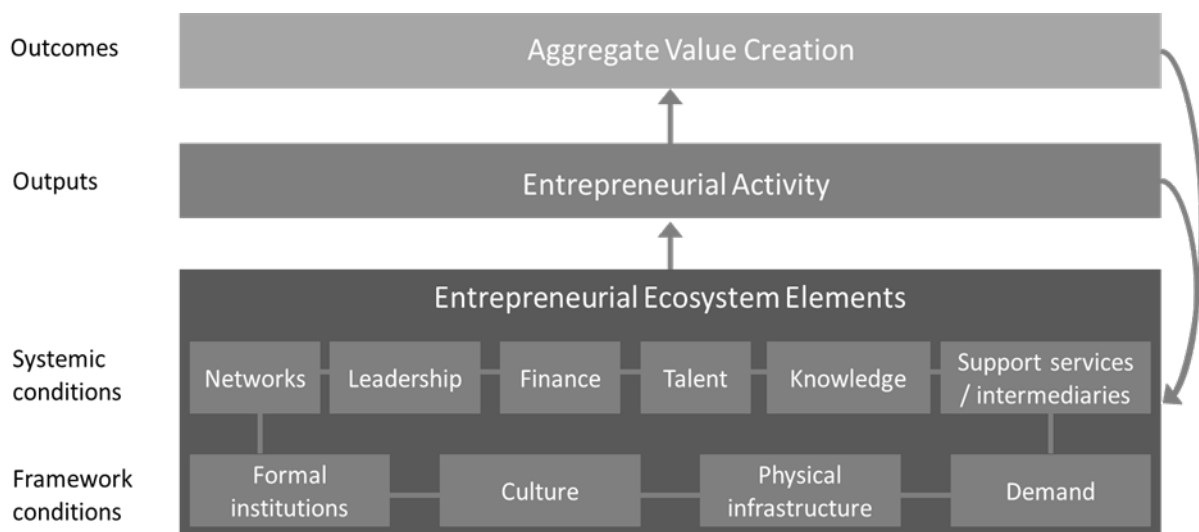 Outcomes
Aggregate Value Creation
Outputs
Entrepreneurial Activity
Entrepreneurial Ecosystem Elements
Systemic
conditions
Networks
Leadership
Finance
Talent
Knowledge
Support services
/ intermediaries
Framework
conditions
Formal
institutions
Culture
Physical
infrastructure
Demand